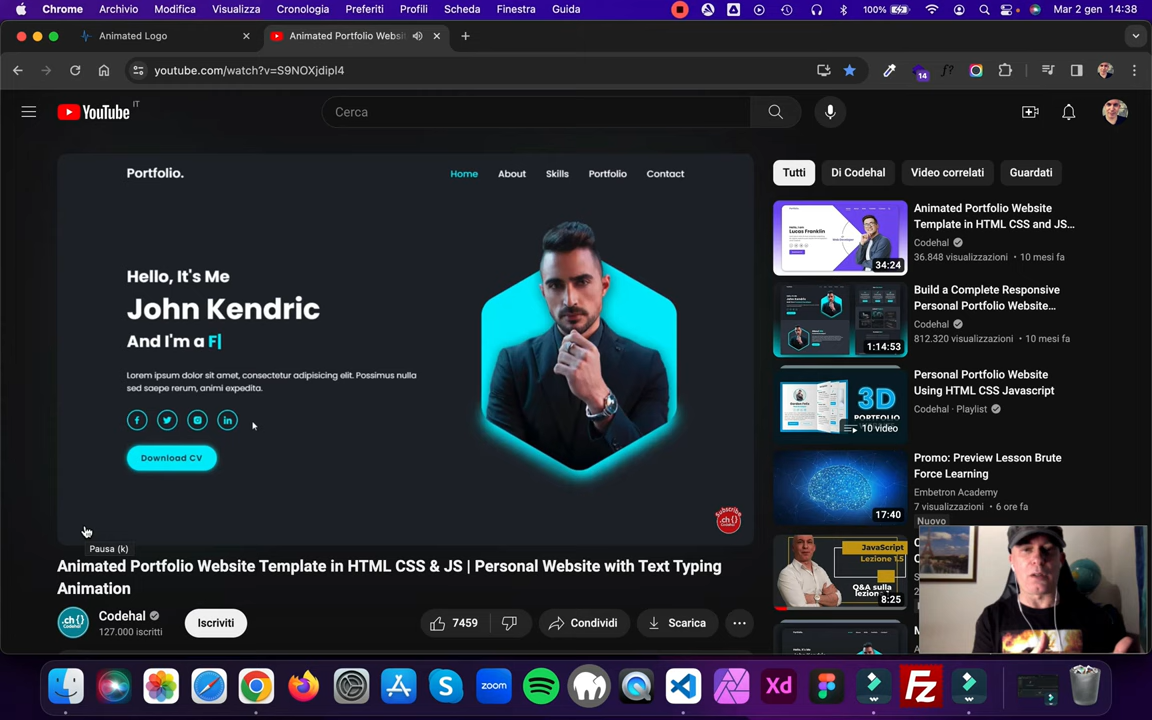 Chrome Archivio Modifica Visualizza Cronologia Preferiti Profili Scheda Finestra Guida
100% Mar 2 gen 14:38
Animated Logo
Animated Portfolio Websi
youtube.com/watch?v=S9NOXjdipI4
14
YouTube IT
Cerca
Portfolio.
Home About Skills Portfolio Contact
Hello, It's Me
John Kendric
And I'm a F|
Lorem ipsum dolor sit amet, consectetur adipisicing elit. Possimus nulla
sed saepe rerum, animi expedita.
Download CV
Subscribe
.ch{}
Pausa (k)
Animated Portfolio Website Template in HTML CSS & JS | Personal Website with Text Typing
Animation
.ch{}
Codehal
127.000 iscritti
Iscriviti
7459
Condividi
Scarica
Tutti
Di Codehal
Video correlati
Guardati
34:24
Animated Portfolio Website
Template in HTML CSS and JS...
Codehal
36.848 visualizzazioni • 10 mesi fa
1:14:53
Build a Complete Responsive
Personal Portfolio Website...
Codehal
812.320 visualizzazioni • 10 mesi fa
3D
PORTFOLIO
10 video
Personal Portfolio Website
Using HTML CSS Javascript
Codehal • Playlist
17:40
Promo: Preview Lesson Brute
Force Learning
Embetron Academy
7 visualizzazioni • 6 ore fa
Nuovo
JavaScript
Lezione 1.5
Q&A sulla
8:25
zoom
Xd
Fz